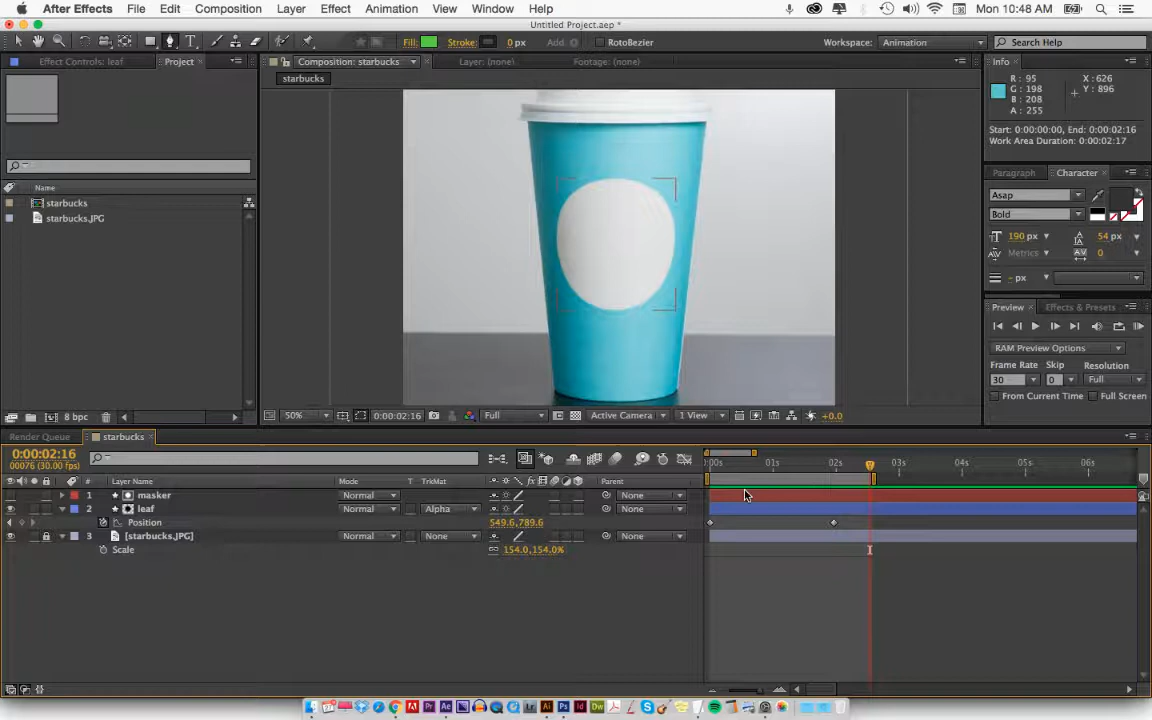 After Effects File Edit Composition Layer Effect Animation View Window Help Mon 10:48 AM
Untitled Project.aep *
Fill: Stroke: 0 px Add: RotoBezier Workspace: Animation Search Help
Effect Controls: leaf Project Composition: starbucks Layer: (none) Footage: (none) Info
starbucks
R : 95 X : 626
G : 198 Y : 896
B : 208
A : 255
Start: 0:00:00:00, End: 0:00:02:16
Work Area Duration: 0:00:02:17
Paragraph Character
Name
Asap
starbucks
Bold
starbucks.JPG
190 px 54 px
Metrics 0
- px
Preview Effects & Presets
RAM Preview Options
Frame Rate Skip Resolution
30 0 Full
From Current Time Full Screen
8 bpc 50% 0:00:02:16 Full Active Camera 1 View +0.0
Render Queue starbucks
0:00:02:16
00076 (30.00 fps)
:00s 01s 02s 03s 04s 05s 06s
# Layer Name Mode T TrkMat Parent
1 masker Normal None
2 leaf Normal Alpha None
Position 549.6,789.6
3 [starbucks.JPG] Normal None None
Scale 154.0,154.0%